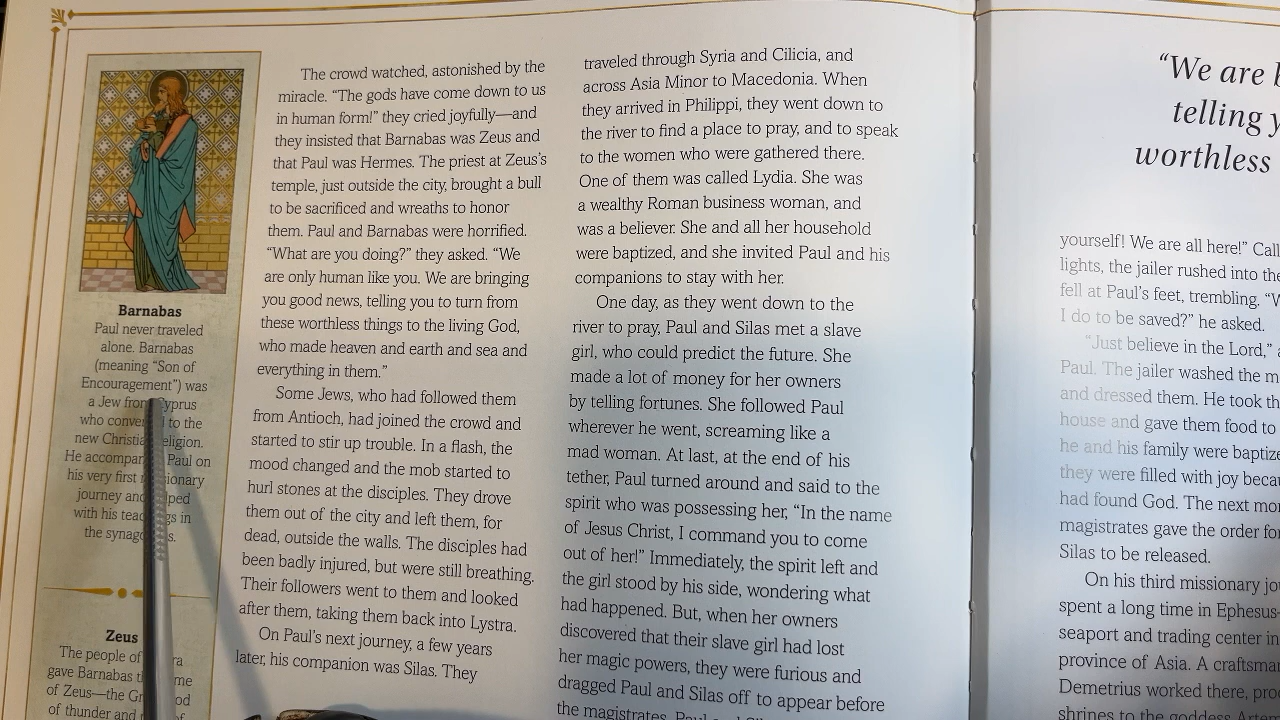 Barnabas
Paul never traveled
alone. Barnabas
(meaning “Son of
Encouragement”) was
a Jew from Cyprus
who to the
new Christian religion.
He Paul on
his very first missionary
journey and
with his in
the
Zeus
The people of
gave Barnabas
of Zeus—the
of thunder and of
The crowd watched, astonished by the
miracle. “The gods have come down to us
in human form!” they cried joyfully—and
they insisted that Barnabas was Zeus and
that Paul was Hermes. The priest at Zeus’s
temple, just outside the city, brought a bull
to be sacrificed and wreaths to honor
them. Paul and Barnabas were horrified.
“What are you doing?” they asked. “We
are only human like you. We are bringing
you good news, telling you to turn from
these worthless things to the living God,
who made heaven and earth and sea and
everything in them.”
Some Jews, who had followed them
from Antioch, had joined the crowd and
started to stir up trouble. In a flash, the
mood changed and the mob started to
hurl stones at the disciples. They drove
them out of the city and left them, for
dead, outside the walls. The disciples had
been badly injured, but were still breathing.
Their followers went to them and looked
after them, taking them back into Lystra.
On Paul’s next journey, a few years
later, his companion was Silas. They
traveled through Syria and Cilicia, and
across Asia Minor to Macedonia. When
they arrived in Philippi, they went down to
the river to find a place to pray, and to speak
to the women who were gathered there.
One of them was called Lydia. She was
a wealthy Roman business woman, and
was a believer. She and all her household
were baptized, and she invited Paul and his
companions to stay with her.
One day, as they went down to the
river to pray, Paul and Silas met a slave
girl, who could predict the future. She
made a lot of money for her owners
by telling fortunes. She followed Paul
wherever he went, screaming like a
mad woman. At last, at the end of his
tether, Paul turned around and said to the
spirit who was possessing her, “In the name
of Jesus Christ, I command you to come
out of her!” Immediately, the spirit left and
the girl stood by his side, wondering what
had happened. But, when her owners
discovered that their slave girl had lost
her magic powers, they were furious and
dragged Paul and Silas off to appear before
the magistrates.
“We are
telling
worthless
yourself! We are all here!”
lights, the jailer rushed into
fell at Paul’s feet, trembling.
I do to be saved?” he asked.
“Just believe in the Lord,”
Paul. The jailer washed the
and dressed them. He took
house and gave them food to
he and his family were
they were filled with joy
had found God. The next
magistrates gave the order
Silas to be released.
On his third missionary
spent a long time in Ephesus
seaport and trading center in
province of Asia. A
Demetrius worked there,
shrines to the goddess